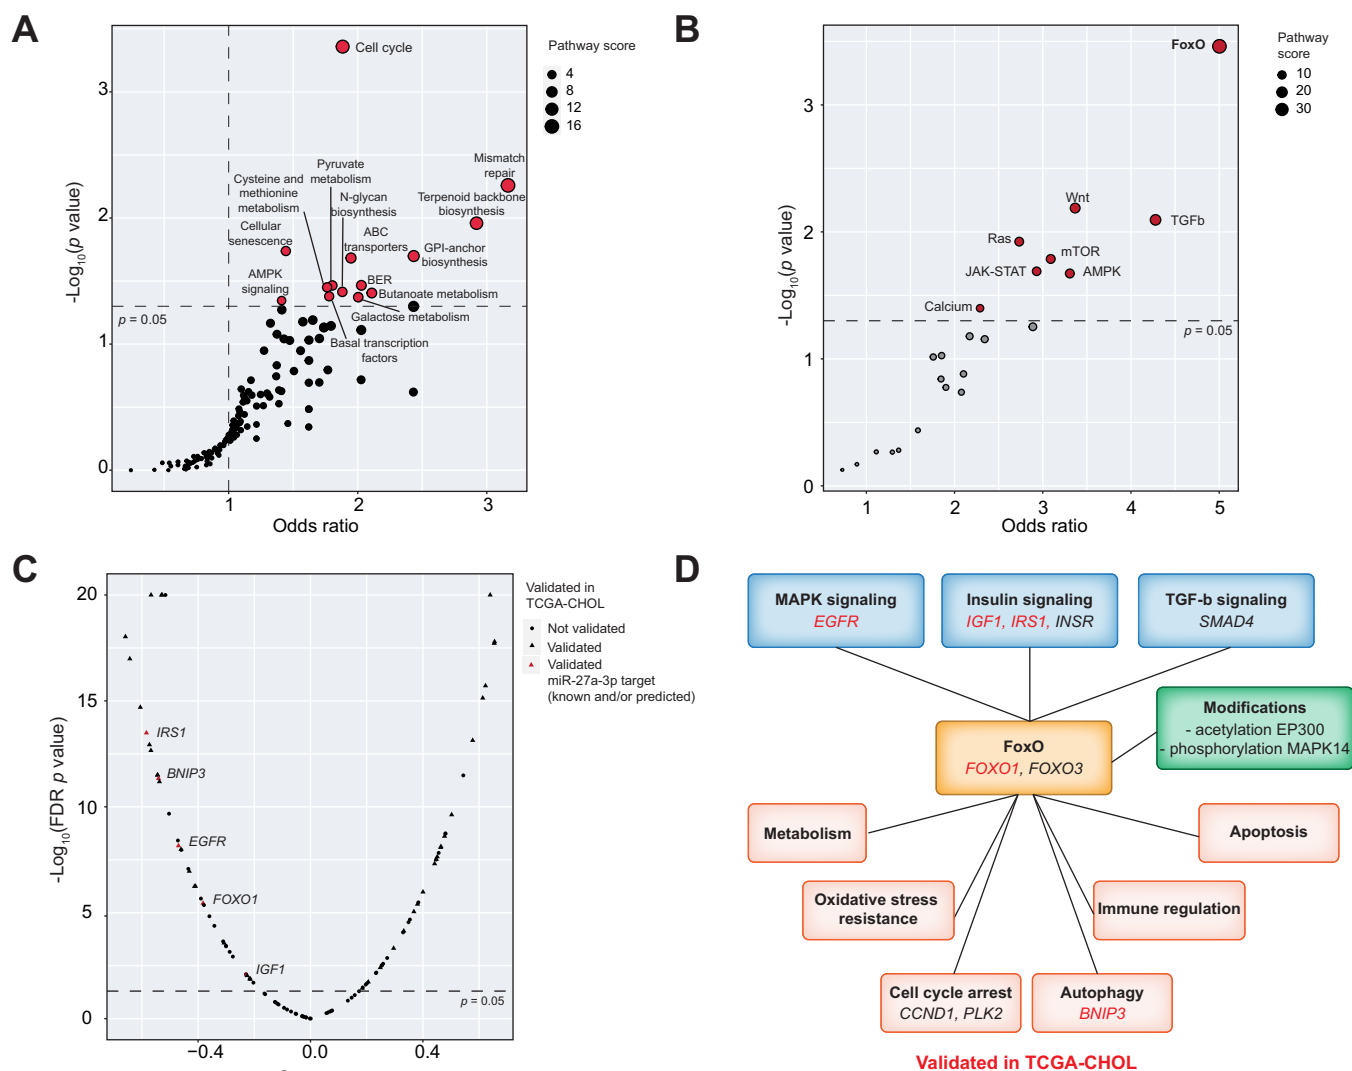 A
Cell cycle
Pathway score
4
8
12
16
3
2
1
0
-Log10(p value)
Mismatch
repair
Pyruvate
metabolism
Cysteine and
methionine
metabolism
N-glycan
biosynthesis
Terpenoid backbone
biosynthesis
Cellular
senescence
ABC
transporters
GPI-anchor
biosynthesis
AMPK
signaling
BER
Butanoate metabolism
p = 0.05
Galactose metabolism
Basal transcription
factors
1
2
3
Odds ratio
B
FoxO
Pathway
score
10
20
30
3
2
1
0
-Log10(p value)
Wnt
TGFb
Ras
mTOR
JAK-STAT
AMPK
Calcium
p = 0.05
1
2
3
4
5
Odds ratio
C
20
15
10
5
0
-Log10(FDR p value)
IRS1
BNIP3
EGFR
FOXO1
IGF1
p = 0.05
−0.4
0.0
0.4
Validated in
TCGA-CHOL
Not validated
Validated
Validated
miR-27a-3p target
(known and/or predicted)
D
MAPK signaling
EGFR
Insulin signaling
IGF1, IRS1, INSR
TGF-b signaling
SMAD4
Modifications
- acetylation EP300
- phosphorylation MAPK14
FoxO
FOXO1, FOXO3
Metabolism
Apoptosis
Oxidative stress
resistance
Immune regulation
Cell cycle arrest
CCND1, PLK2
Autophagy
BNIP3
Validated in TCGA-CHOL